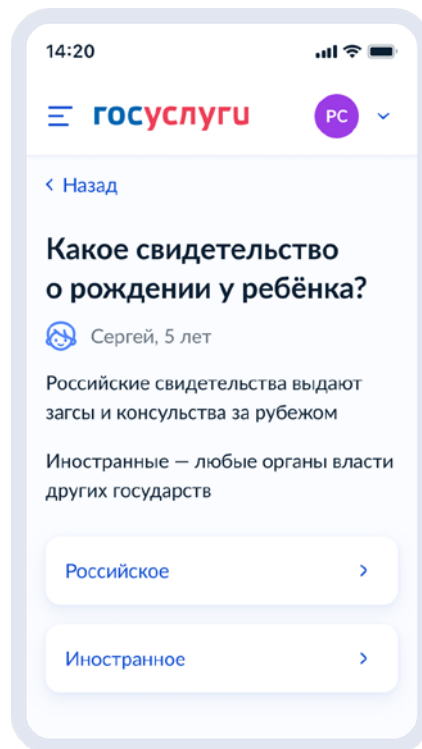 14:20
госуслуги
РС
Назад
Какое свидетельство
о рождении у ребёнка?
Сергей, 5 лет
Российские свидетельства выдают
загсы и консульства за рубежом
Иностранные — любые органы власти
других государств
Российское
Иностранное